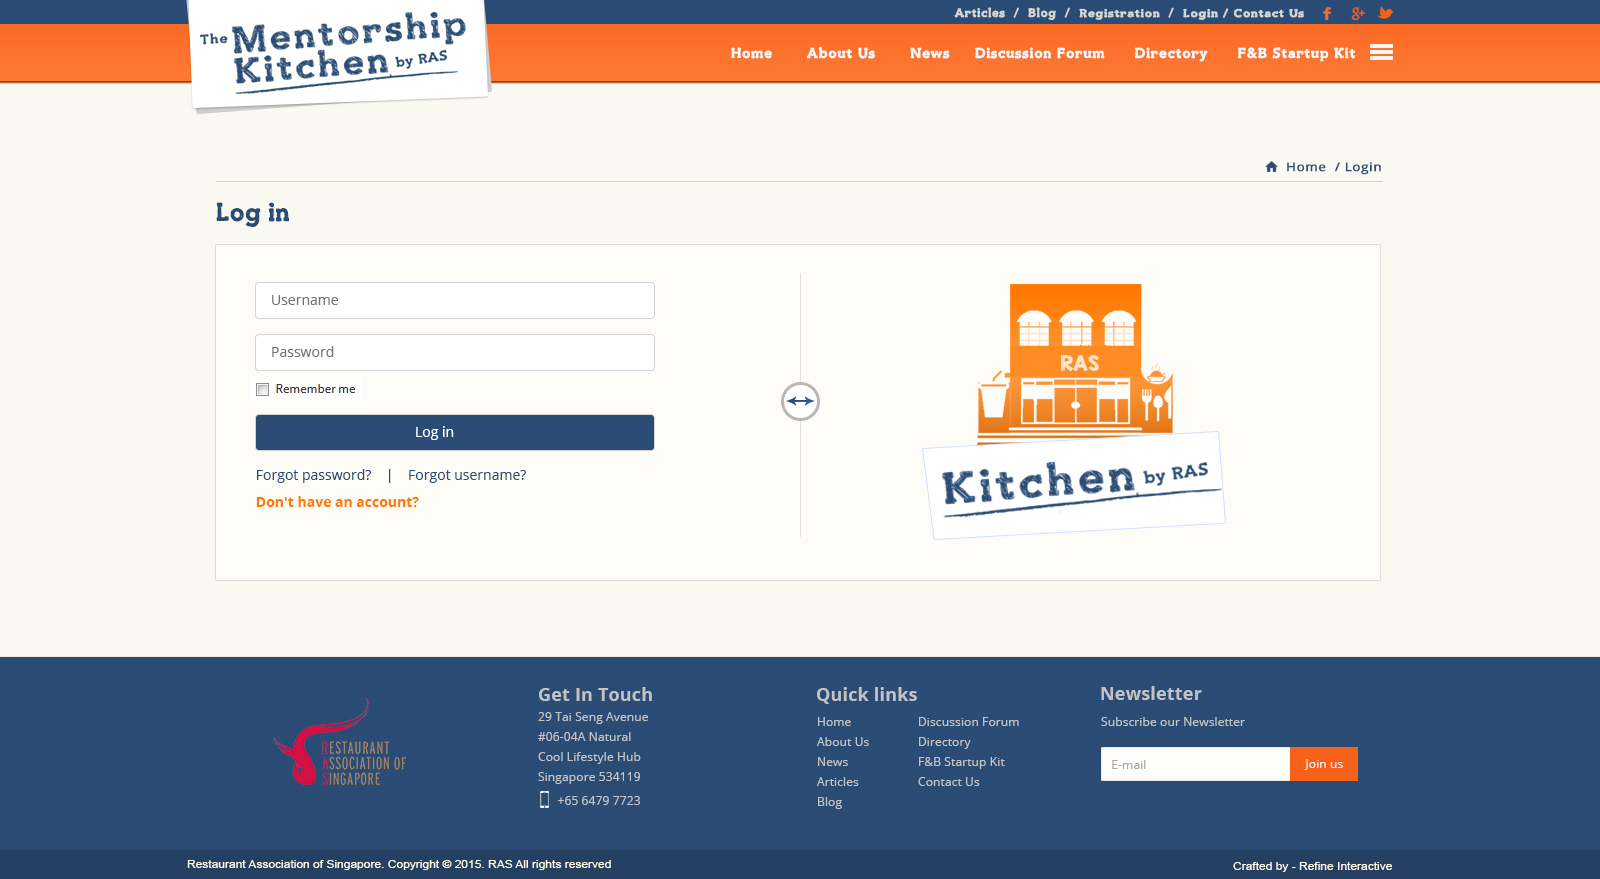 Articles / Blog / Registration / Login / Contact Us
The Mentorship
Kitchen by RAS
Home About Us News Discussion Forum Directory F&B Startup Kit
Home / Login
Log in
Username
Password
Remember me
Log in
Forgot password? | Forgot username?
Don't have an account?
RAS
Kitchen by RAS
RESTAURANT
ASSOCIATION OF
SINGAPORE
Get In Touch
29 Tai Seng Avenue
#06-04A Natural
Cool Lifestyle Hub
Singapore 534119
+65 6479 7723
Quick links
Home
About Us
News
Articles
Blog
Discussion Forum
Directory
F&B Startup Kit
Contact Us
Newsletter
Subscribe our Newsletter
E-mail
Join us
Restaurant Association of Singapore. Copyright © 2015. RAS All rights reserved
Crafted by - Refine Interactive